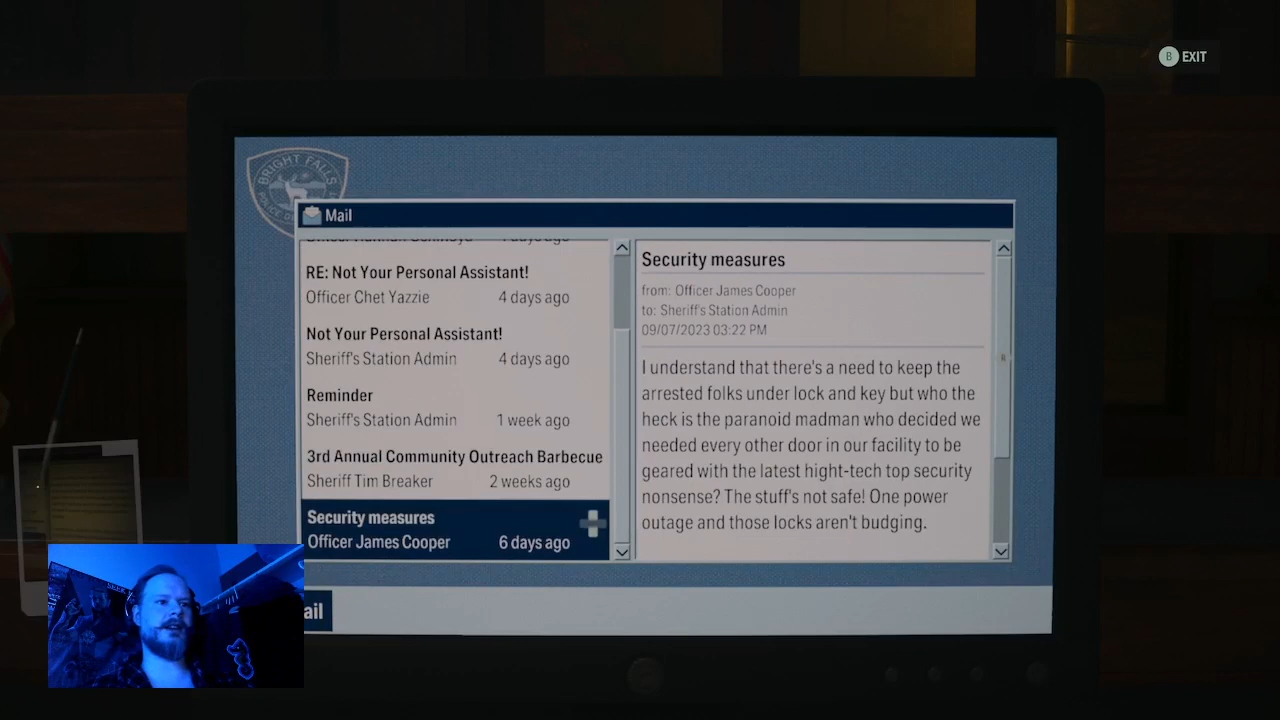 B EXIT
BRIGHT FALLS
Mail
RE: Not Your Personal Assistant!
Officer Chet Yazzie 4 days ago
Not Your Personal Assistant!
Sheriff's Station Admin 4 days ago
Reminder
Sheriff's Station Admin 1 week ago
3rd Annual Community Outreach Barbecue
Sheriff Tim Breaker 2 weeks ago
Security measures
Officer James Cooper 6 days ago
Security measures
from: Officer James Cooper
to: Sheriff's Station Admin
09/07/2023 03:22 PM
I understand that there's a need to keep the
arrested folks under lock and key but who the
heck is the paranoid madman who decided we
needed every other door in our facility to be
geared with the latest hight-tech top security
nonsense? The stuff's not safe! One power
outage and those locks aren't budging.
ail